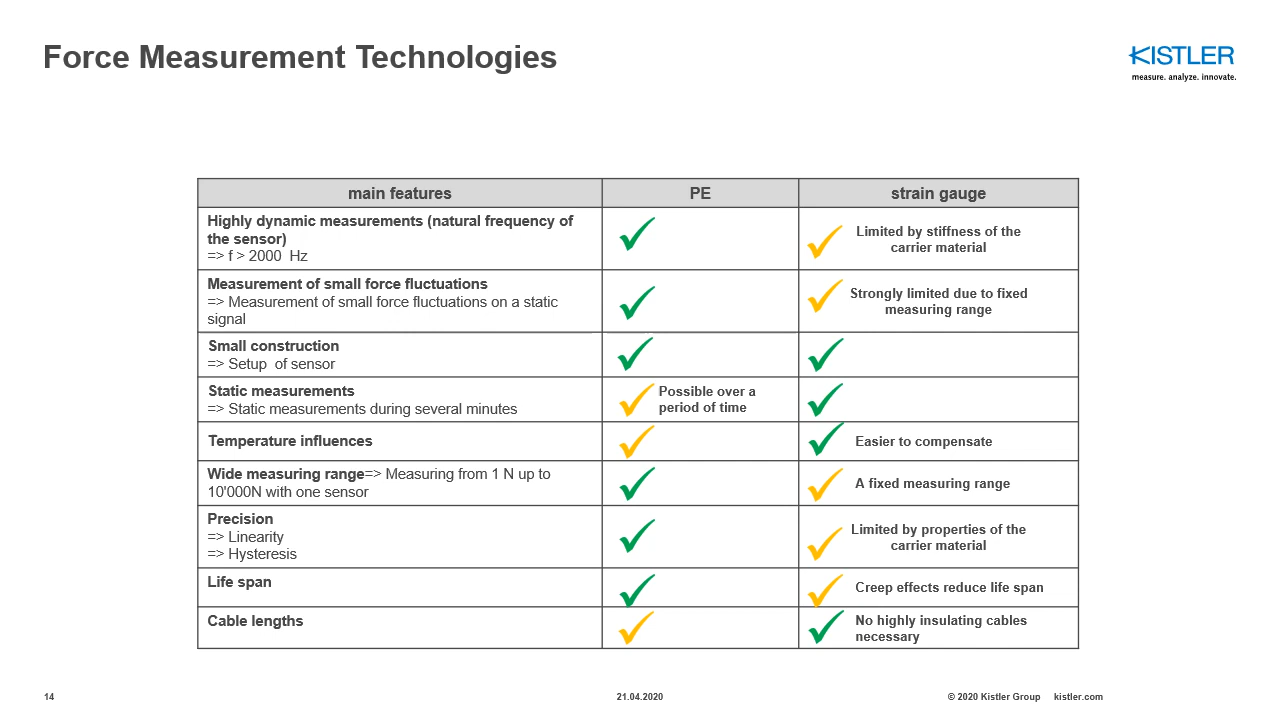 Force Measurement Technologies
KISTLER
measure. analyze. innovate.
main features PE strain gauge
Highly dynamic measurements (natural frequency of
the sensor)
=> f > 2000 Hz
Limited by stiffness of the
carrier material
Measurement of small force fluctuations
=> Measurement of small force fluctuations on a static
signal
Strongly limited due to fixed
measuring range
Small construction
=> Setup of sensor
Static measurements
=> Static measurements during several minutes
Possible over a
period of time
Temperature influences
Easier to compensate
Wide measuring range=> Measuring from 1 N up to
10'000N with one sensor
A fixed measuring range
Precision
=> Linearity
=> Hysteresis
Limited by properties of the
carrier material
Life span
Creep effects reduce life span
Cable lengths
No highly insulating cables
necessary
14 21.04.2020 © 2020 Kistler Group kistler.com